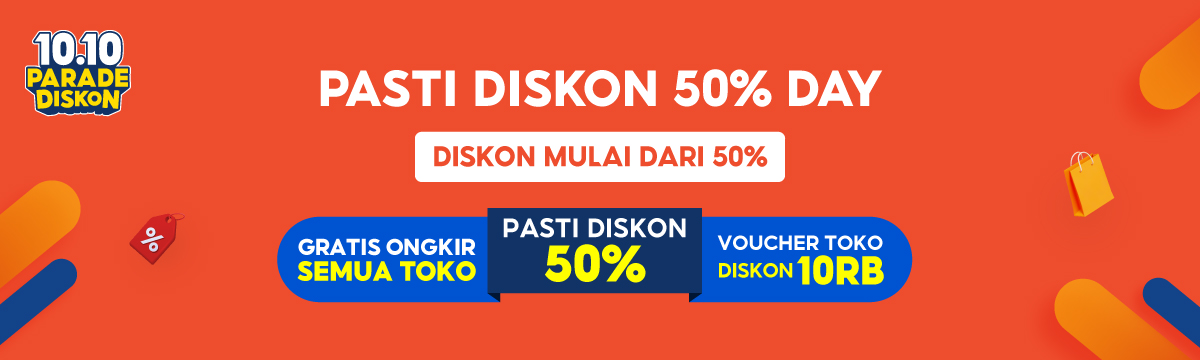 10.10
PARADE
DISKON
PASTI DISKON 50% DAY
DISKON MULAI DARI 50%
GRATIS ONGKIR
SEMUA TOKO
PASTI DISKON
50%
VOUCHER TOKO
DISKON 10RB
%